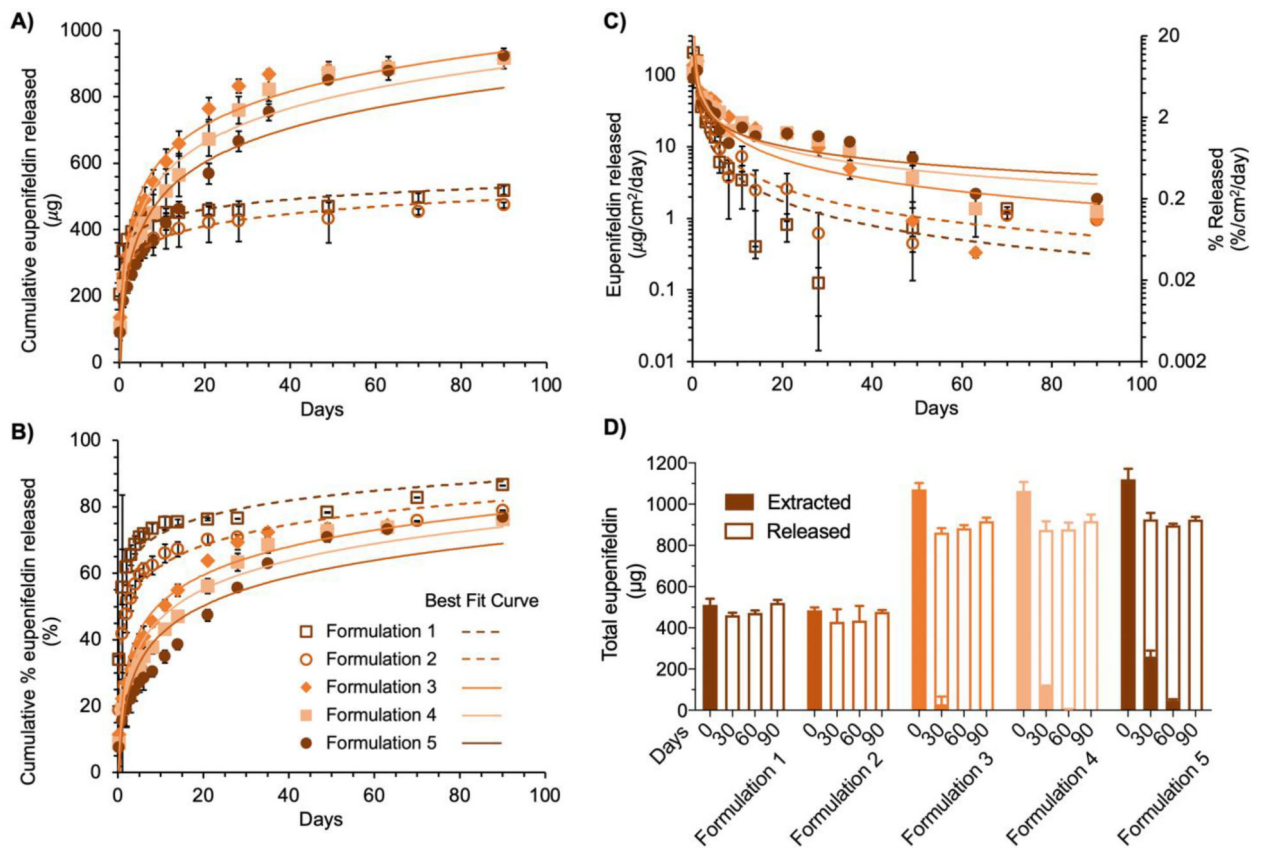 A)
1000
800
600
400
200
0
Cumulative eupenifeldin released
(µg)
0 20 40 60 80 100
Days
B)
100
80
60
40
20
0
Cumulative % eupenifeldin released
(%)
Best Fit Curve
Formulation 1
Formulation 2
Formulation 3
Formulation 4
Formulation 5
0 20 40 60 80 100
Days
C)
100
10
1
0.1
0.01
Eupenifeldin released
(µg/cm2/day)
20
2
0.2
0.02
0.002
% Released
(%/cm2/day)
0 20 40 60 80 100
Days
D)
1200
1000
800
600
400
200
0
Total eupenifeldin
(µg)
Extracted
Released
Days 0 30 60 90 0 30 60 90 0 30 60 90 0 30 60 90 0 30 60 90
Formulation 1 Formulation 2 Formulation 3 Formulation 4 Formulation 5